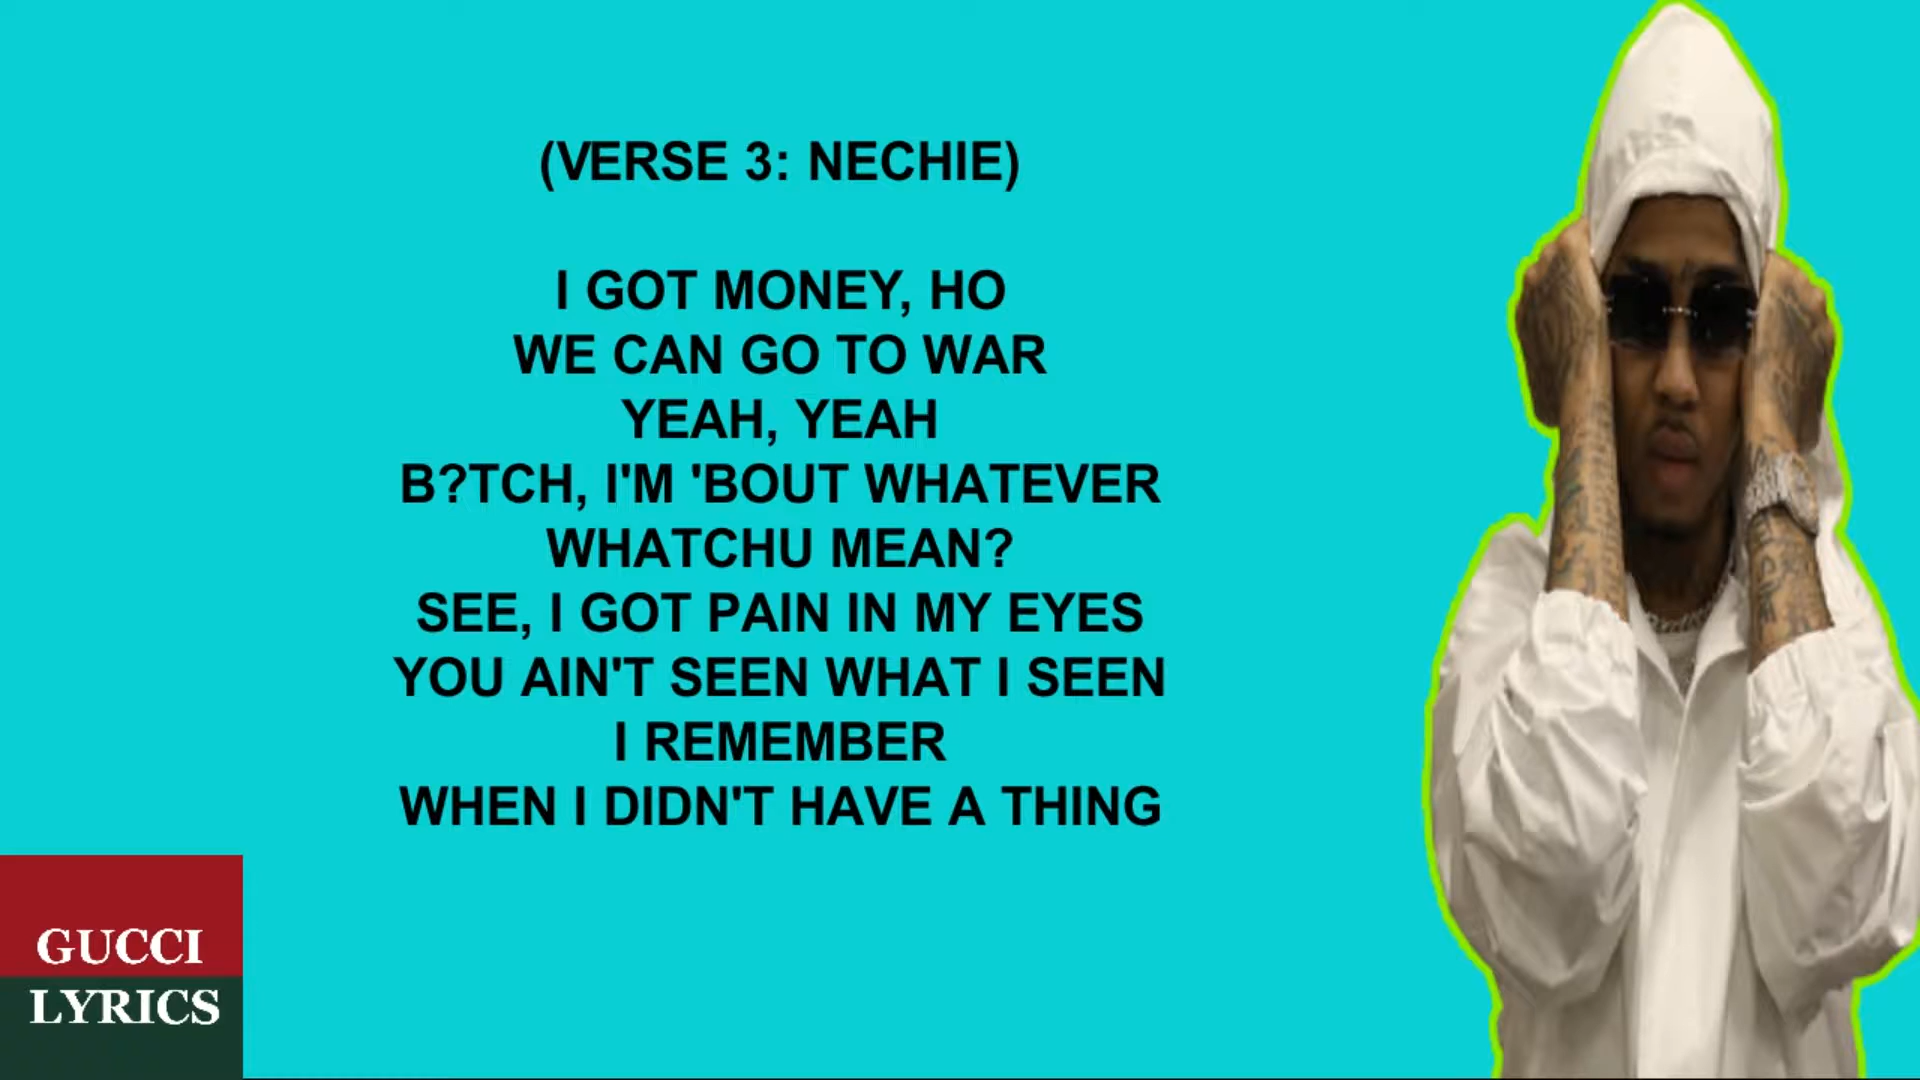 (VERSE 3: NECHIE)
I GOT MONEY, HO
WE CAN GO TO WAR
YEAH, YEAH
B?TCH, I'M 'BOUT WHATEVER
WHATCHU MEAN?
SEE, I GOT PAIN IN MY EYES
YOU AIN'T SEEN WHAT I SEEN
I REMEMBER
WHEN I DIDN'T HAVE A THING
GUCCI
LYRICS